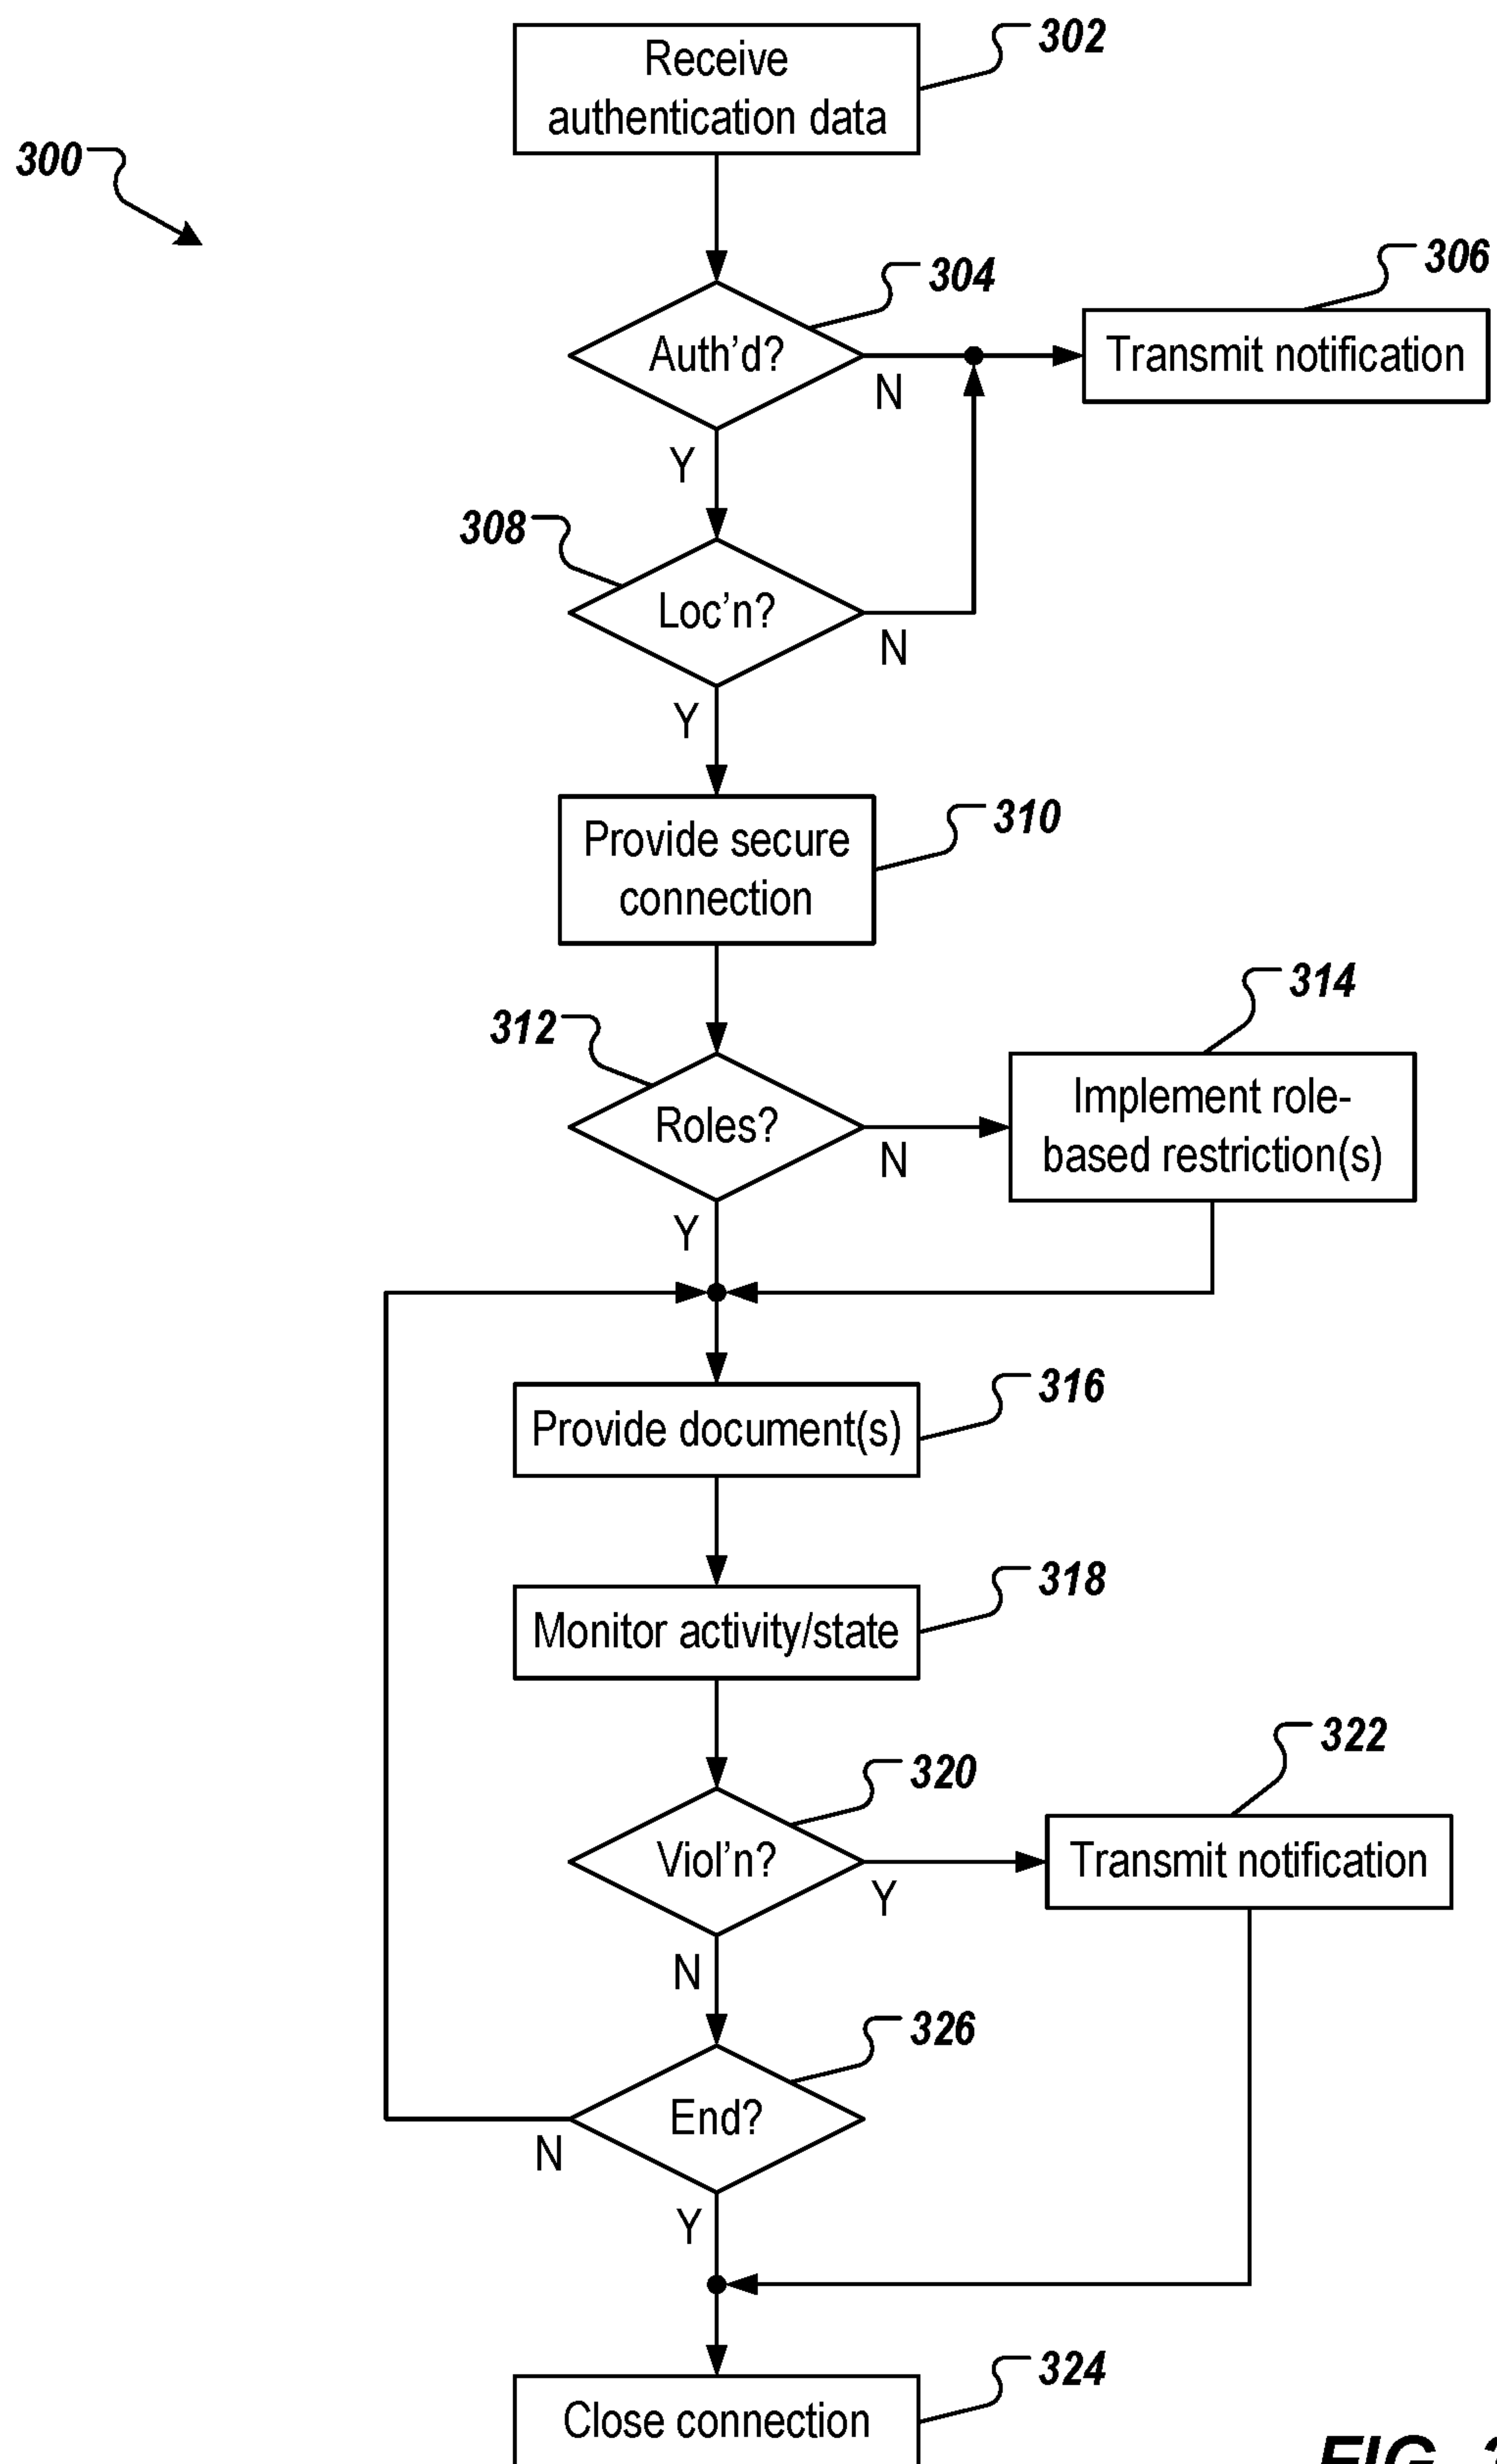 302
Receive
authentication data
300
304
306
Auth'd?
N
Transmit notification
Y
308
Loc'n?
N
Y
310
Provide secure
connection
314
312
Implement role-
based restriction(s)
Roles?
N
Y
316
Provide document(s)
318
Monitor activity/state
322
320
Viol'n?
Y
Transmit notification
N
326
End?
N
Y
324
Close connection
FIG.